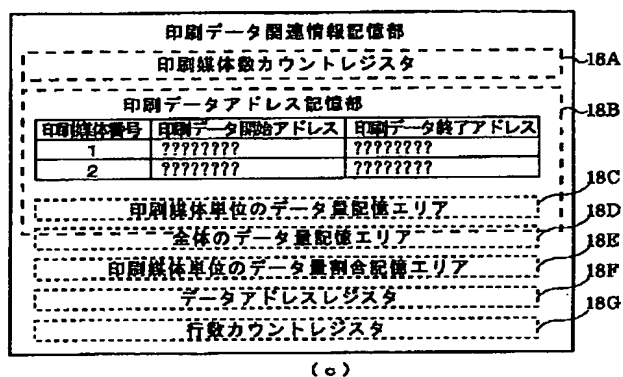 印刷データ関連情報記憶部
印刷媒体数カウントレジスタ
18A
印刷データアドレス記憶部
18B
印刷媒体番号 印刷データ開始アドレス 印刷データ終了アドレス
1 ???????? ????????
2 ???????? ????????
18C
印刷媒体単位のデータ量記憶エリア
18D
全体のデータ量記憶エリア
18E
印刷媒体単位のデータ量割合記憶エリア
18F
データアドレスレジスタ
18G
行数カウントレジスタ
(c)